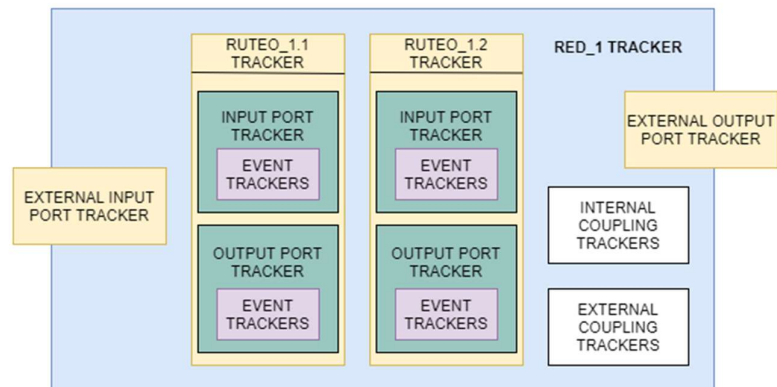 RUTEO_1.1
TRACKER
INPUT PORT
TRACKER
EVENT
TRACKERS
OUTPUT PORT
TRACKER
EVENT
TRACKERS
RUTEO_1.2
TRACKER
INPUT PORT
TRACKER
EVENT
TRACKERS
OUTPUT PORT
TRACKER
EVENT
TRACKERS
RED_1 TRACKER
EXTERNAL INPUT
PORT TRACKER
EXTERNAL OUTPUT
PORT TRACKER
INTERNAL
COUPLING
TRACKERS
EXTERNAL
COUPLING
TRACKERS